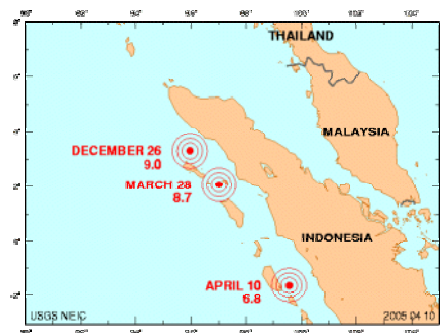 THAILAND
MALAYSIA
DECEMBER 26
9.0
MARCH 28
8.7
INDONESIA
APRIL 10
6.8
USGS NEIC
2005 04 10